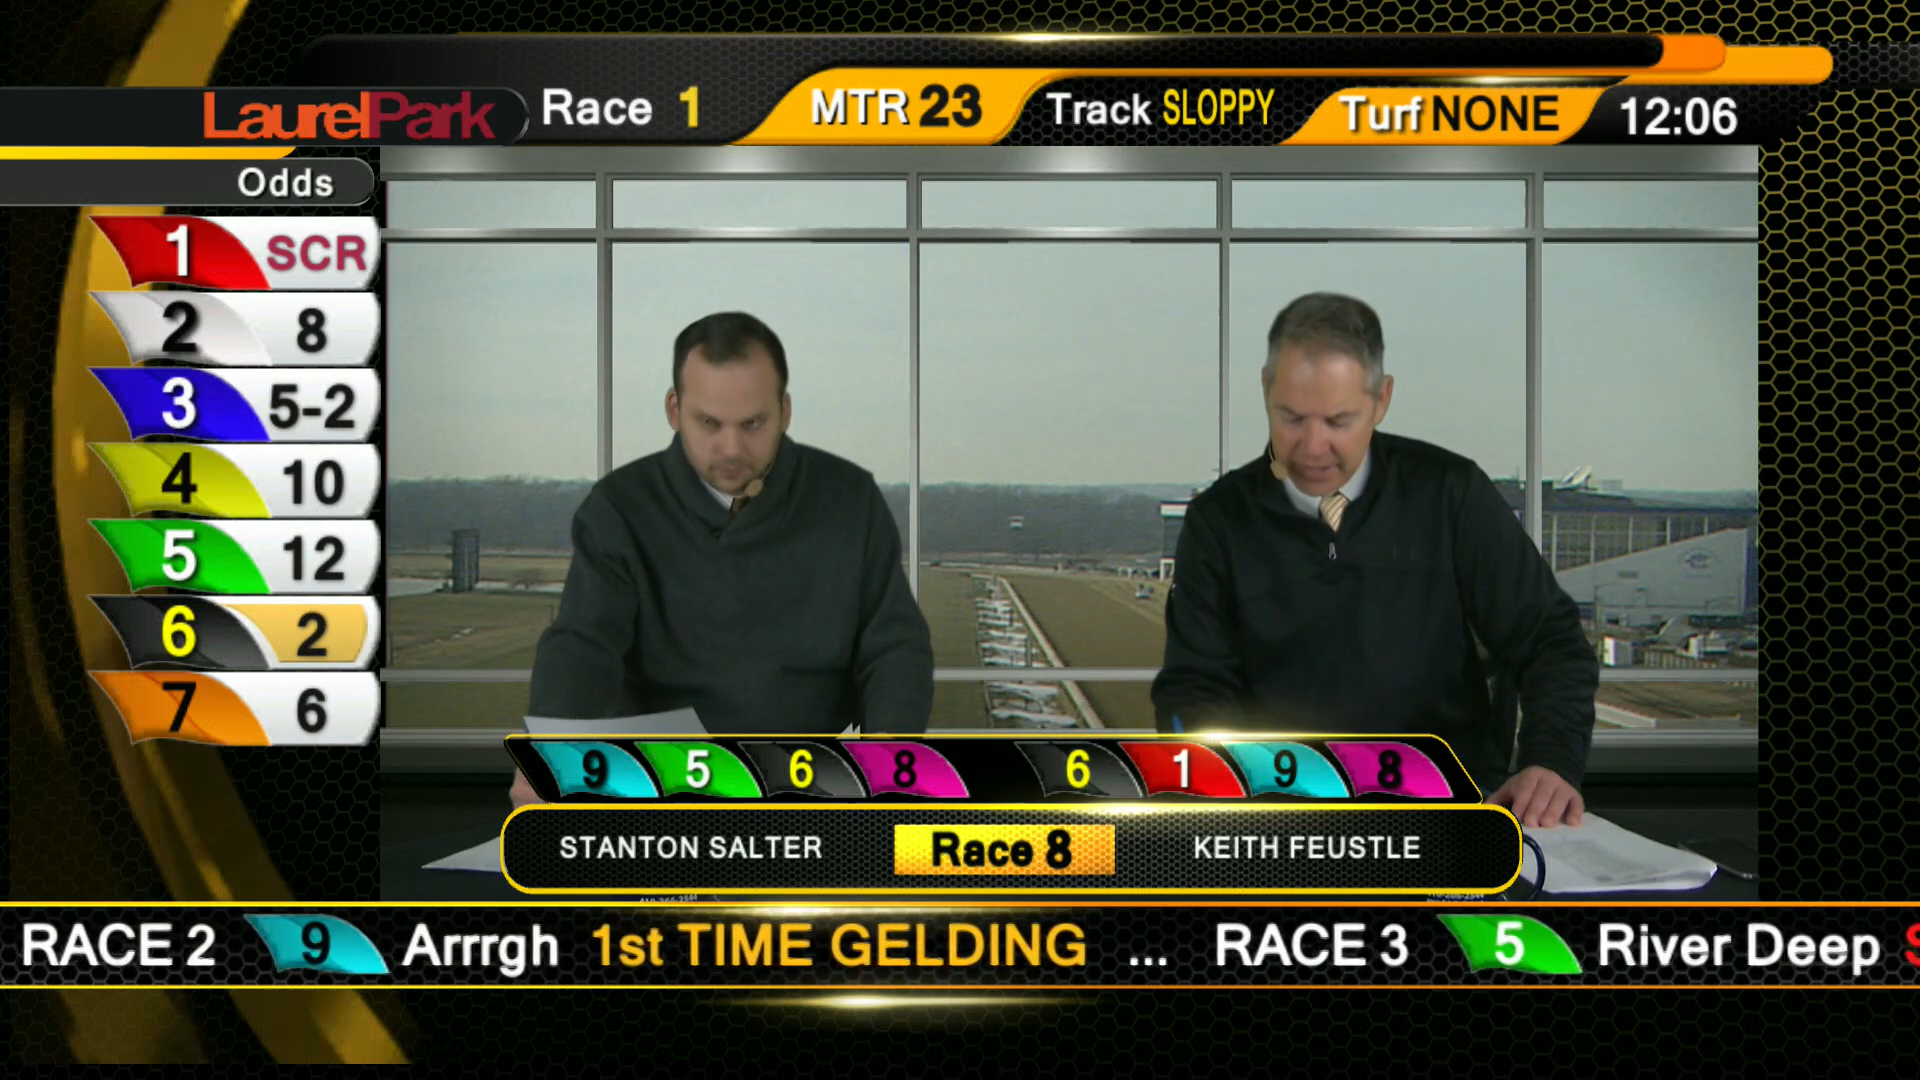 LaurelPark Race 1 MTR 23 Track SLOPPY Turf NONE 12:06
Odds
1 SCR
2 8
3 5-2
4 10
5 12
6 2
7 6
9 5 6 8 6 1 9 8
STANTON SALTER Race 8 KEITH FEUSTLE
RACE 2 9 Arrrgh 1st TIME GELDING ... RACE 3 5 River Deep